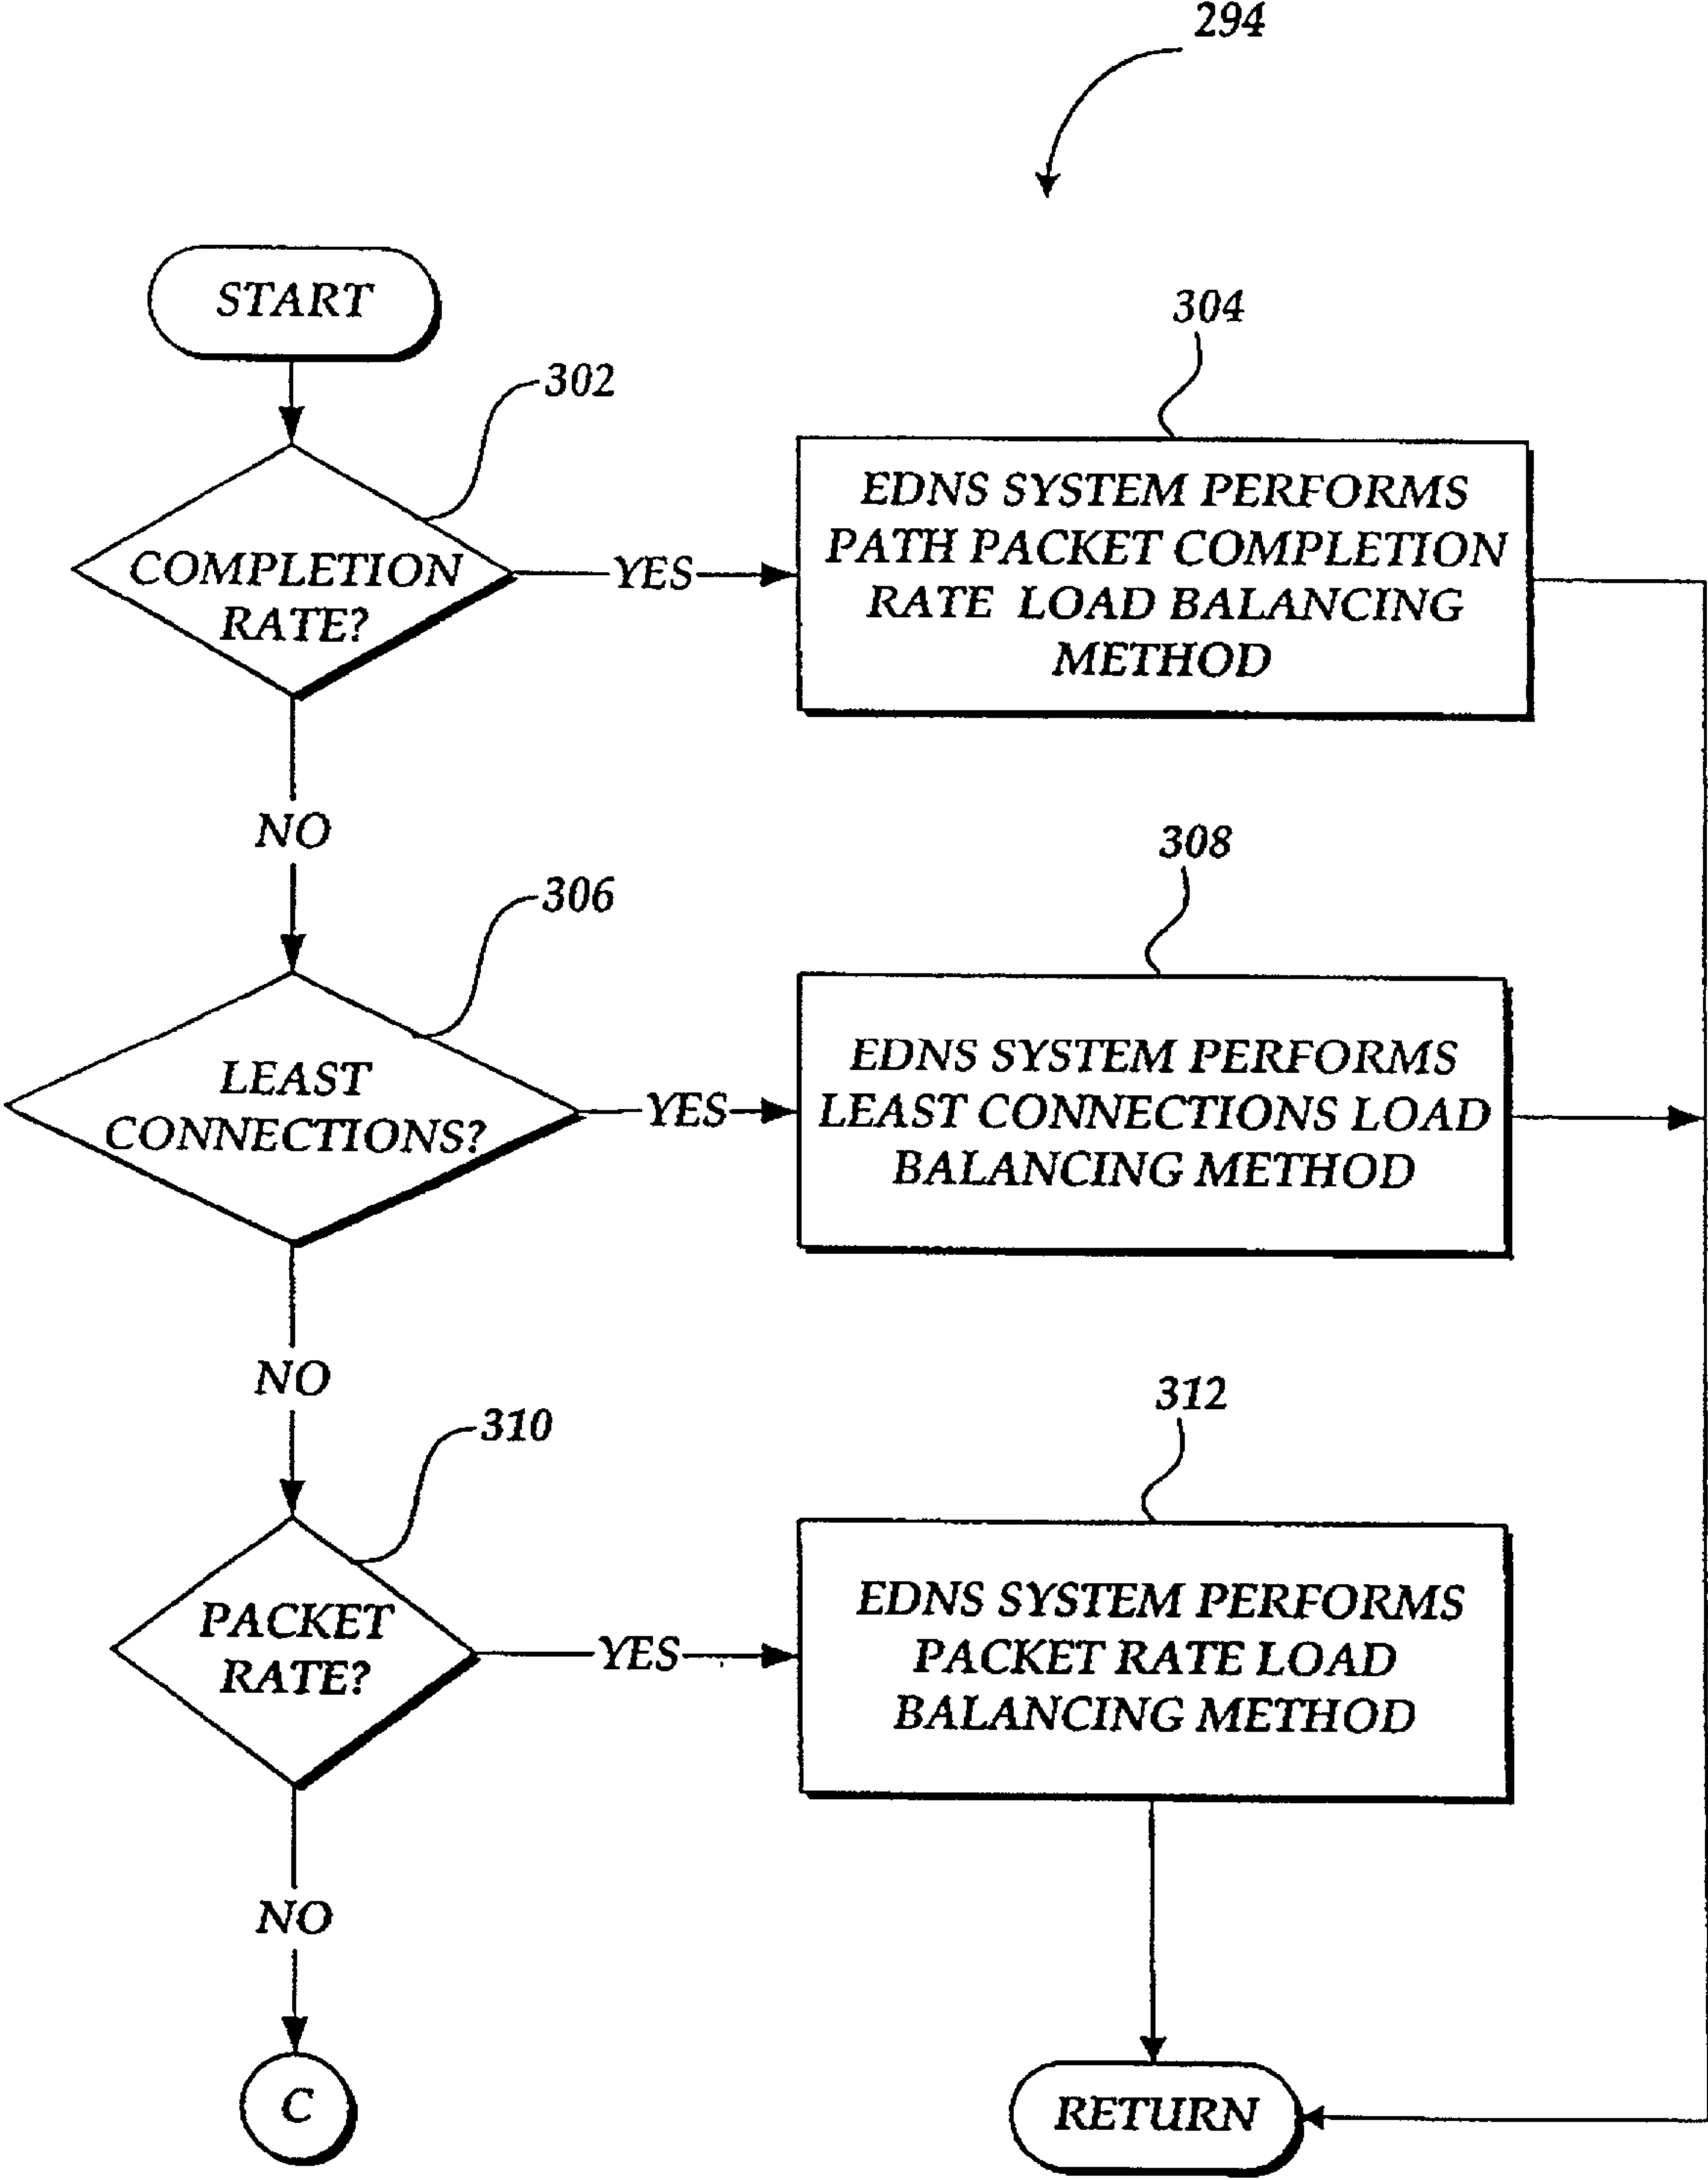 294
START
302
COMPLETION
RATE?
YES
304
EDNS SYSTEM PERFORMS
PATH PACKET COMPLETION
RATE LOAD BALANCING
METHOD
NO
306
LEAST
CONNECTIONS?
YES
308
EDNS SYSTEM PERFORMS
LEAST CONNECTIONS LOAD
BALANCING METHOD
NO
310
PACKET
RATE?
YES
312
EDNS SYSTEM PERFORMS
PACKET RATE LOAD
BALANCING METHOD
NO
C
RETURN